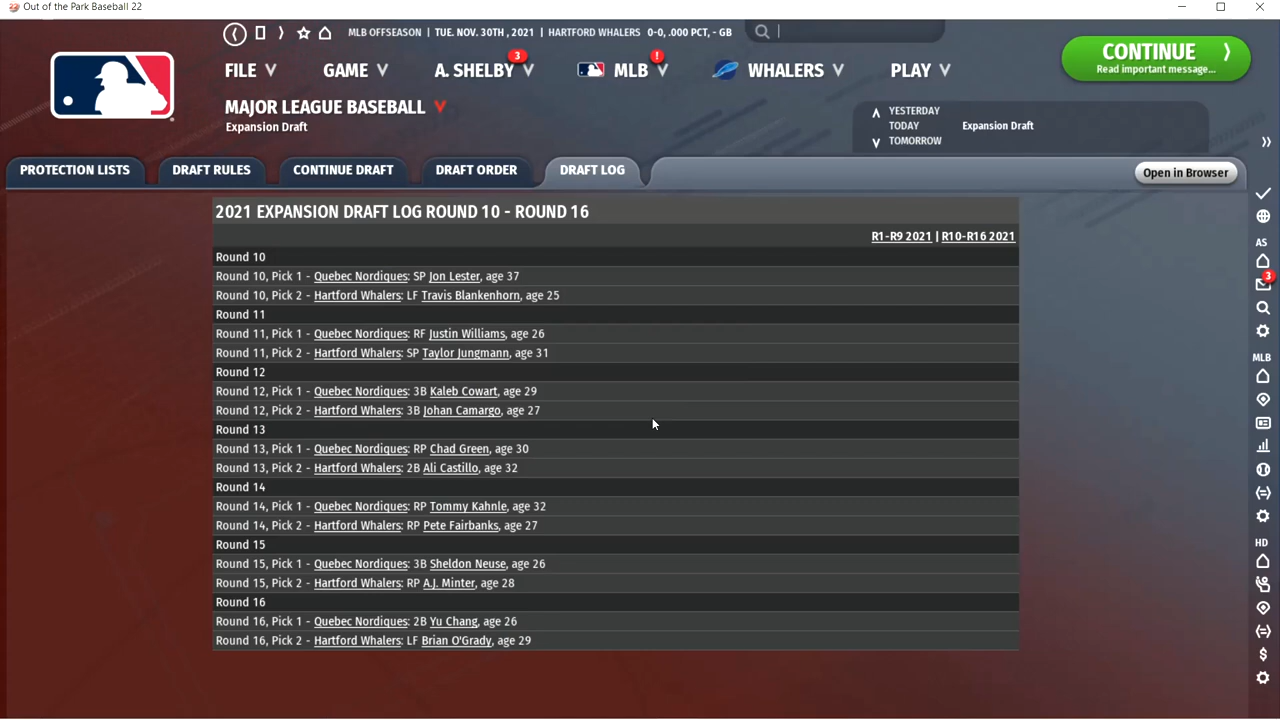 Out of the Park Baseball 22
MLB OFFSEASON | TUE. NOV. 30TH , 2021 | HARTFORD WHALERS 0-0, .000 PCT, - GB
FILE GAME A. SHELBY 3 MLB ! WHALERS PLAY
CONTINUE
Read important message...
MAJOR LEAGUE BASEBALL
Expansion Draft
YESTERDAY
TODAY Expansion Draft
TOMORROW
PROTECTION LISTS DRAFT RULES CONTINUE DRAFT DRAFT ORDER DRAFT LOG Open in Browser
2021 EXPANSION DRAFT LOG ROUND 10 - ROUND 16
R1-R9 2021 | R10-R16 2021
Round 10
Round 10, Pick 1 - Quebec Nordiques: SP Jon Lester, age 37
Round 10, Pick 2 - Hartford Whalers: LF Travis Blankenhorn, age 25
Round 11
Round 11, Pick 1 - Quebec Nordiques: RF Justin Williams, age 26
Round 11, Pick 2 - Hartford Whalers: SP Taylor Jungmann, age 31
Round 12
Round 12, Pick 1 - Quebec Nordiques: 3B Kaleb Cowart, age 29
Round 12, Pick 2 - Hartford Whalers: 3B Johan Camargo, age 27
Round 13
Round 13, Pick 1 - Quebec Nordiques: RP Chad Green, age 30
Round 13, Pick 2 - Hartford Whalers: 2B Ali Castillo, age 32
Round 14
Round 14, Pick 1 - Quebec Nordiques: RP Tommy Kahnle, age 32
Round 14, Pick 2 - Hartford Whalers: RP Pete Fairbanks, age 27
Round 15
Round 15, Pick 1 - Quebec Nordiques: 3B Sheldon Neuse, age 26
Round 15, Pick 2 - Hartford Whalers: RP A.J. Minter, age 28
Round 16
Round 16, Pick 1 - Quebec Nordiques: 2B Yu Chang, age 26
Round 16, Pick 2 - Hartford Whalers: LF Brian O'Grady, age 29
AS
3
MLB
HD
$